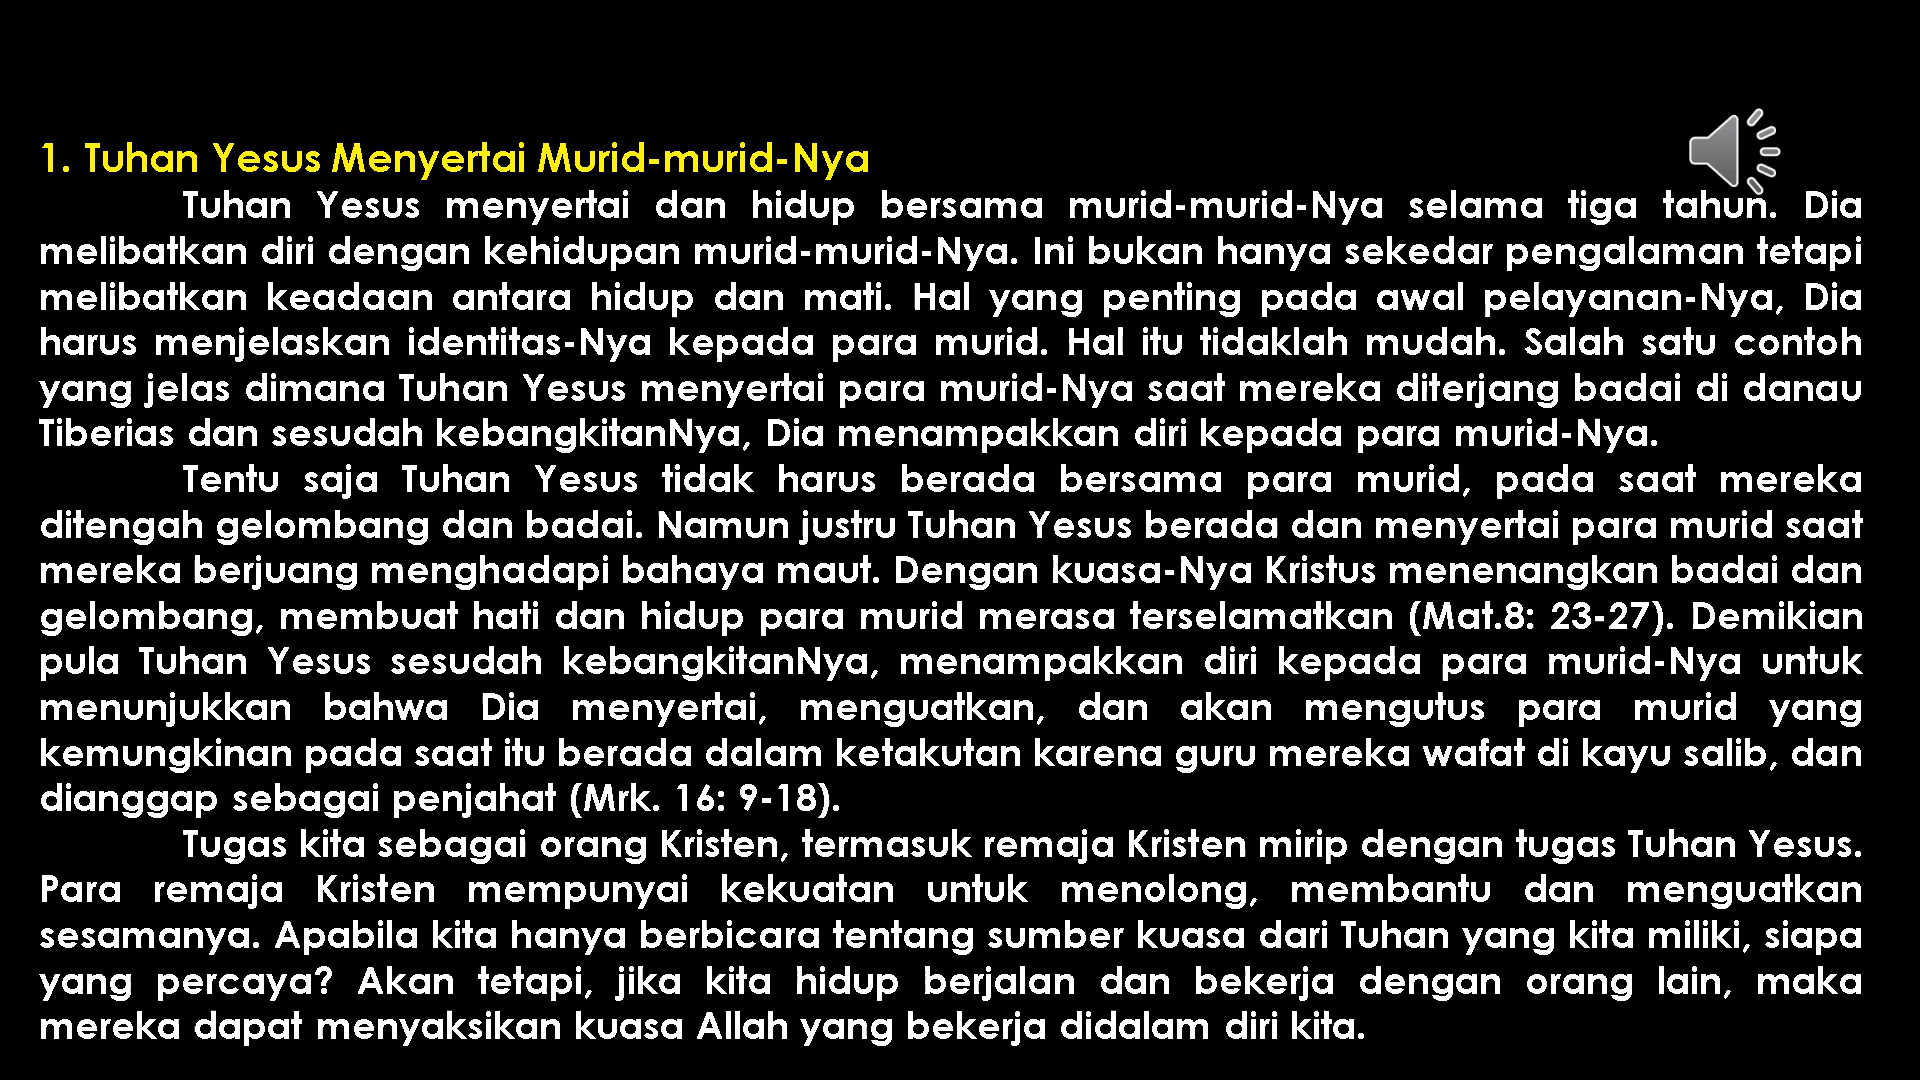 1. Tuhan Yesus Menyertai Murid-murid-Nya
Tuhan Yesus menyertai dan hidup bersama murid-murid-Nya selama tiga tahun. Dia
melibatkan diri dengan kehidupan murid-murid-Nya. Ini bukan hanya sekedar pengalaman tetapi
melibatkan keadaan antara hidup dan mati. Hal yang penting pada awal pelayanan-Nya, Dia
harus menjelaskan identitas-Nya kepada para murid. Hal itu tidaklah mudah. Salah satu contoh
yang jelas dimana Tuhan Yesus menyertai para murid-Nya saat mereka diterjang badai di danau
Tiberias dan sesudah kebangkitanNya, Dia menampakkan diri kepada para murid-Nya.
Tentu saja Tuhan Yesus tidak harus berada bersama para murid, pada saat mereka
ditengah gelombang dan badai. Namun justru Tuhan Yesus berada dan menyertai para murid saat
mereka berjuang menghadapi bahaya maut. Dengan kuasa-Nya Kristus menenangkan badai dan
gelombang, membuat hati dan hidup para murid merasa terselamatkan (Mat.8: 23-27). Demikian
pula Tuhan Yesus sesudah kebangkitanNya, menampakkan diri kepada para murid-Nya untuk
menunjukkan bahwa Dia menyertai, menguatkan, dan akan mengutus para murid yang
kemungkinan pada saat itu berada dalam ketakutan karena guru mereka wafat di kayu salib, dan
dianggap sebagai penjahat (Mrk. 16: 9-18).
Tugas kita sebagai orang Kristen, termasuk remaja Kristen mirip dengan tugas Tuhan Yesus.
Para remaja Kristen mempunyai kekuatan untuk menolong, membantu dan menguatkan
sesamanya. Apabila kita hanya berbicara tentang sumber kuasa dari Tuhan yang kita miliki, siapa
yang percaya? Akan tetapi, jika kita hidup berjalan dan bekerja dengan orang lain, maka
mereka dapat menyaksikan kuasa Allah yang bekerja didalam diri kita.